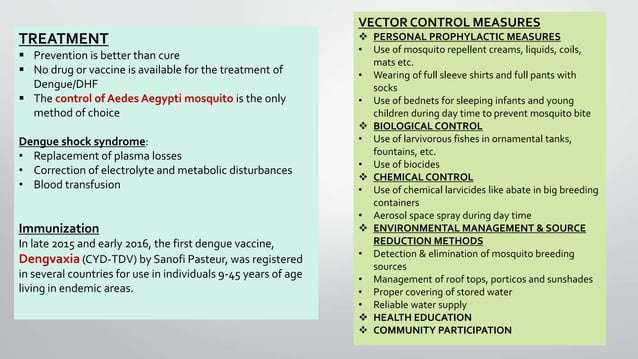 TREATMENT
▪ Prevention is better than cure
▪ No drug or vaccine is available for the treatment of
Dengue/DHF
▪ The control of Aedes Aegypti mosquito is the only
method of choice
Dengue shock syndrome:
• Replacement of plasma losses
• Correction of electrolyte and metabolic disturbances
• Blood transfusion
Immunization
In late 2015 and early 2016, the first dengue vaccine,
Dengvaxia (CYD-TDV) by Sanofi Pasteur, was registered
in several countries for use in individuals 9-45 years of age
living in endemic areas.
VECTOR CONTROL MEASURES
❖ PERSONAL PROPHYLACTIC MEASURES
• Use of mosquito repellent creams, liquids, coils,
mats etc.
• Wearing of full sleeve shirts and full pants with
socks
• Use of bednets for sleeping infants and young
children during day time to prevent mosquito bite
❖ BIOLOGICAL CONTROL
• Use of larvivorous fishes in ornamental tanks,
fountains, etc.
• Use of biocides
❖ CHEMICAL CONTROL
• Use of chemical larvicides like abate in big breeding
containers
• Aerosol space spray during day time
❖ ENVIRONMENTAL MANAGEMENT & SOURCE
REDUCTION METHODS
• Detection & elimination of mosquito breeding
sources
• Management of roof tops, porticos and sunshades
• Proper covering of stored water
• Reliable water supply
❖ HEALTH EDUCATION
❖ COMMUNITY PARTICIPATION